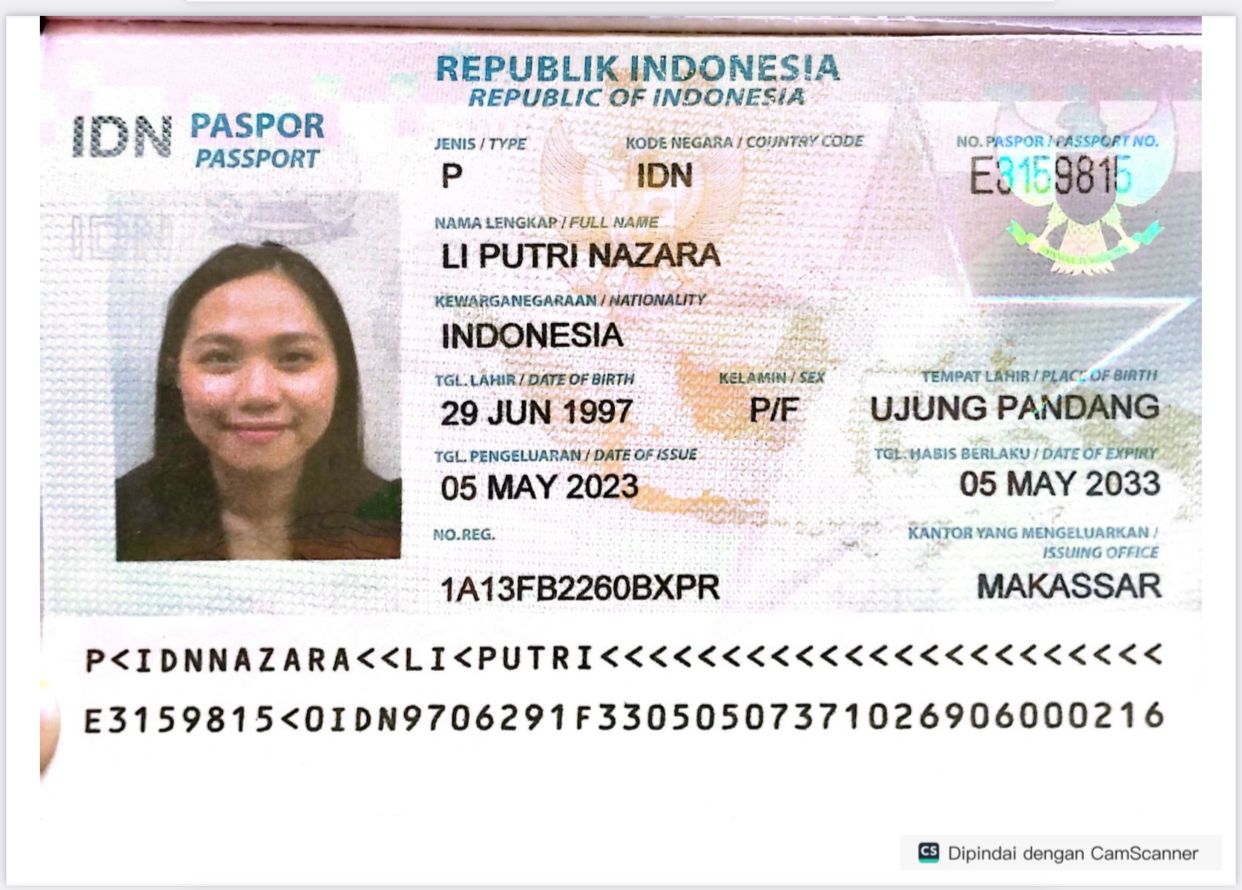 REPUBLIK INDONESIA
REPUBLIC OF INDONESIA
IDN PASPOR
PASSPORT
JENIS / TYPE KODE NEGARA / COUNTRY CODE NO. PASPOR / PASSPORT NO.
P IDN E3159815
NAMA LENGKAP / FULL NAME
LI PUTRI NAZARA
KEWARGANEGARAAN / NATIONALITY
INDONESIA
TGL. LAHIR / DATE OF BIRTH KELAMIN / SEX TEMPAT LAHIR / PLACE OF BIRTH
29 JUN 1997 P/F UJUNG PANDANG
TGL. PENGELUARAN / DATE OF ISSUE TGL. HABIS BERLAKU / DATE OF EXPIRY
05 MAY 2023 05 MAY 2033
NO.REG. KANTOR YANG MENGELUARKAN /
ISSUING OFFICE
1A13FB2260BXPR MAKASSAR
P<IDNNAZARA<<LI<PUTRI<<<<<<<<<<<<<<<<<<<<<<<
E3159815<0IDN9706291F33050507371026906000216
CS Dipindai dengan CamScanner